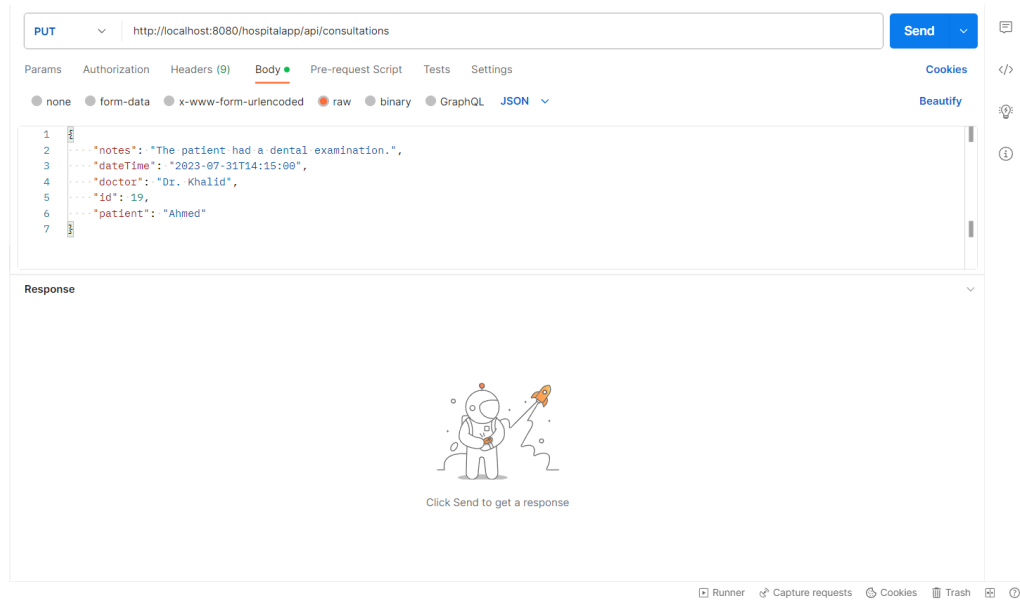 PUT http://localhost:8080/hospitalapp/api/consultations Send
Params Authorization Headers (9) Body Pre-request Script Tests Settings Cookies
none form-data x-www-form-urlencoded raw binary GraphQL JSON Beautify
1 {
2 "notes": "The patient had a dental examination.",
3 "dateTime": "2023-07-31T14:15:00",
4 "doctor": "Dr. Khalid",
5 "id": 19,
6 "patient": "Ahmed"
7 }
Response
Click Send to get a response
Runner Capture requests Cookies Trash